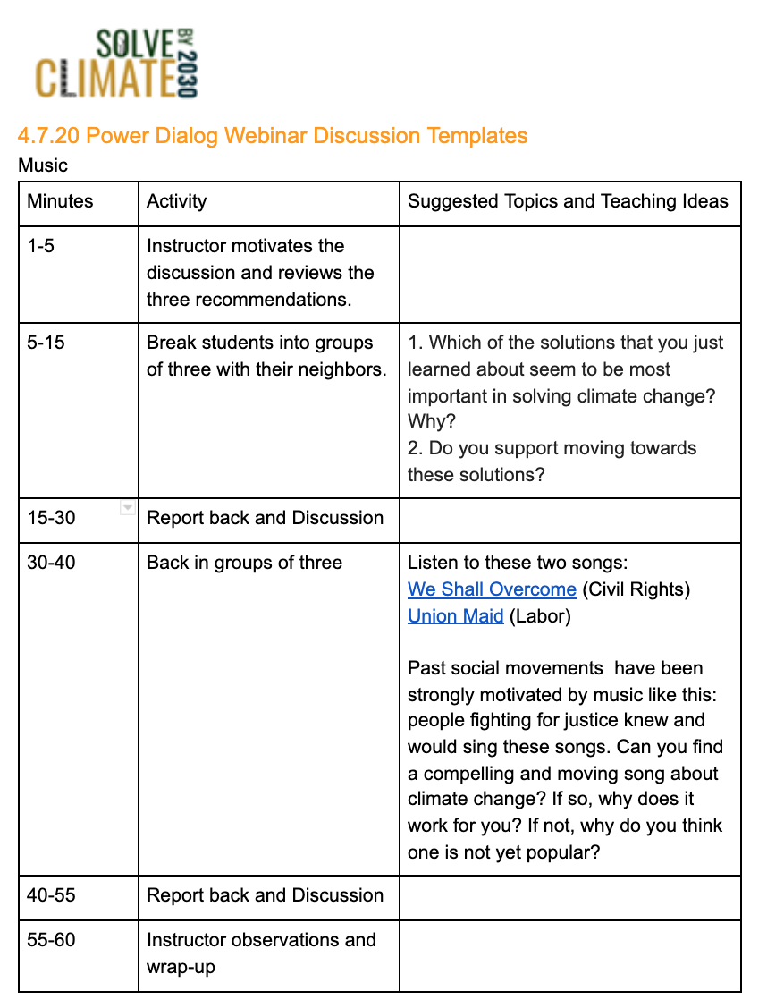 SOLVE BY 2030
CLIMATE
4.7.20 Power Dialog Webinar Discussion Templates
Music
Minutes Activity Suggested Topics and Teaching Ideas
1-5 Instructor motivates the
discussion and reviews the
three recommendations.
5-15 Break students into groups
of three with their neighbors.
1. Which of the solutions that you just
learned about seem to be most
important in solving climate change?
Why?
2. Do you support moving towards
these solutions?
15-30 Report back and Discussion
30-40 Back in groups of three
Listen to these two songs:
We Shall Overcome (Civil Rights)
Union Maid (Labor)
Past social movements  have been
strongly motivated by music like this:
people fighting for justice knew and
would sing these songs. Can you find
a compelling and moving song about
climate change? If so, why does it
work for you? If not, why do you think
one is not yet popular?
40-55 Report back and Discussion
55-60 Instructor observations and
wrap-up